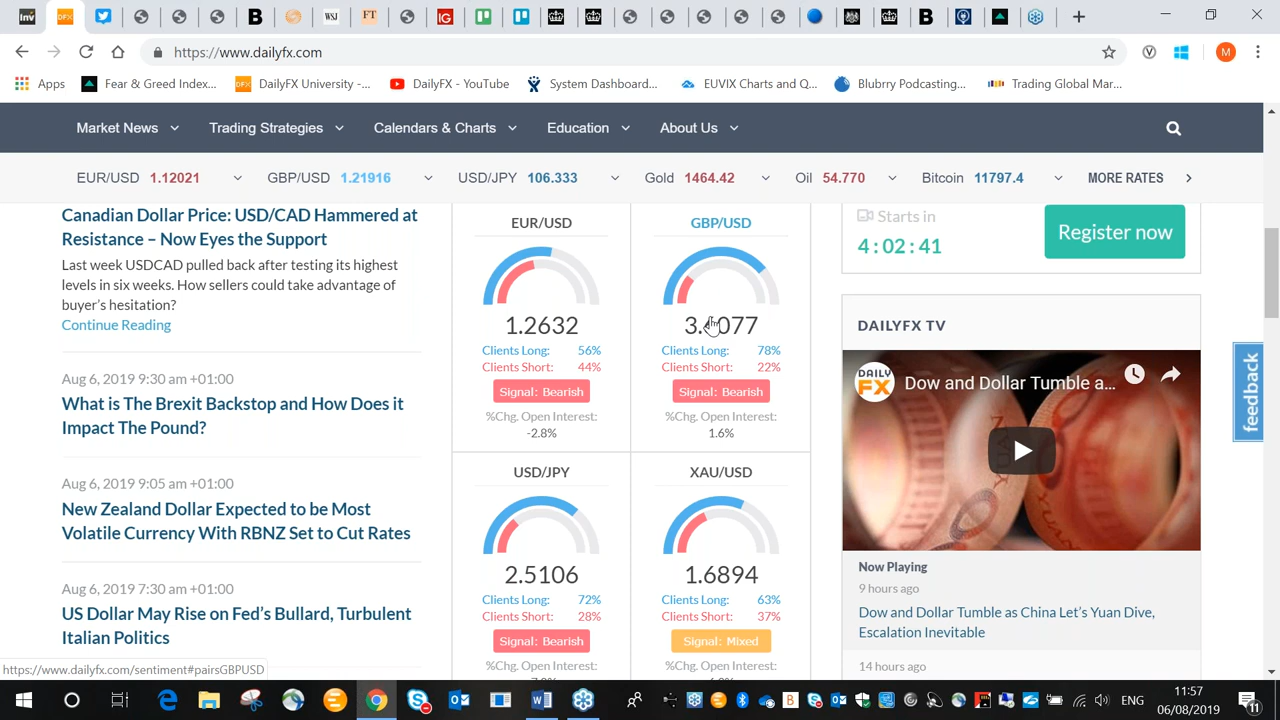 https://www.dailyfx.com
Apps
Fear & Greed Index...
DailyFX University -...
DailyFX - YouTube
System Dashboard...
EUVIX Charts and Q...
Blubrry Podcasting...
Trading Global Mar...
Market News
Trading Strategies
Calendars & Charts
Education
About Us
EUR/USD 1.12021
GBP/USD 1.21916
USD/JPY 106.333
Gold 1464.42
Oil 54.770
Bitcoin 11797.4
MORE RATES
Canadian Dollar Price: USD/CAD Hammered at
Resistance – Now Eyes the Support
Last week USDCAD pulled back after testing its highest
levels in six weeks. How sellers could take advantage of
buyer's hesitation?
Continue Reading
Aug 6, 2019 9:30 am +01:00
What is The Brexit Backstop and How Does it
Impact The Pound?
Aug 6, 2019 9:05 am +01:00
New Zealand Dollar Expected to be Most
Volatile Currency With RBNZ Set to Cut Rates
Aug 6, 2019 7:30 am +01:00
US Dollar May Rise on Fed's Bullard, Turbulent
Italian Politics
https://www.dailyfx.com/sentiment#pairsGBPUSD
EUR/USD
1.2632
Clients Long: 56%
Clients Short: 44%
Signal: Bearish
%Chg. Open Interest:
-2.8%
GBP/USD
Clients Long: 78%
Clients Short: 22%
Signal: Bearish
%Chg. Open Interest:
1.6%
USD/JPY
2.5106
Clients Long: 72%
Clients Short: 28%
Signal: Bearish
%Chg. Open Interest:
XAU/USD
1.6894
Clients Long: 63%
Clients Short: 37%
Signal: Mixed
%Chg. Open Interest:
Starts in
4 : 02 : 41
Register now
DAILYFX TV
DAILY FX
Dow and Dollar Tumble a...
Now Playing
9 hours ago
Dow and Dollar Tumble as China Let's Yuan Dive,
Escalation Inevitable
14 hours ago
feedback
ENG
11:57
06/08/2019
11